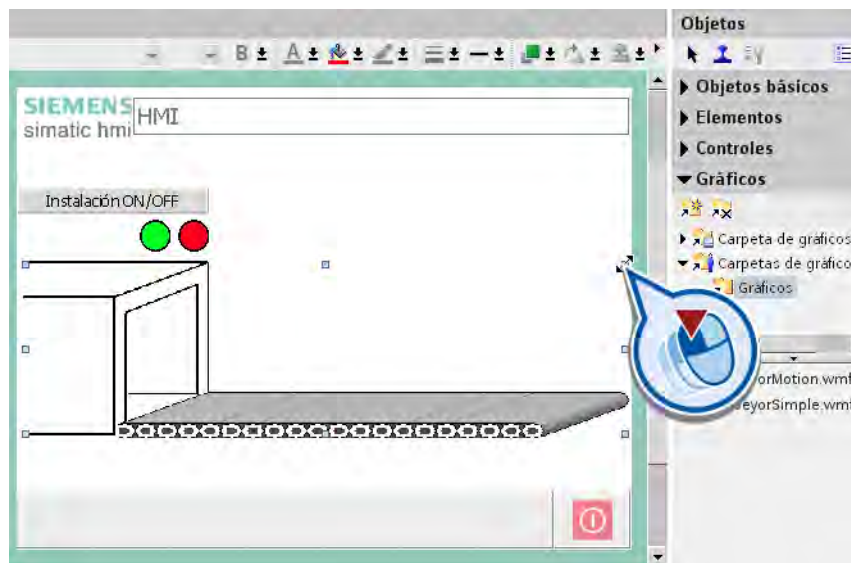 Objetos
B A
Objetos básicos
SIEMENS
simatic hmi
HMI
Elementos
Controles
Gráficos
Instalación ON/OFF
Carpeta de gráficos
Carpetas de gráfico
Gráficos
orMotion.wmf
eyorSimple.wmf